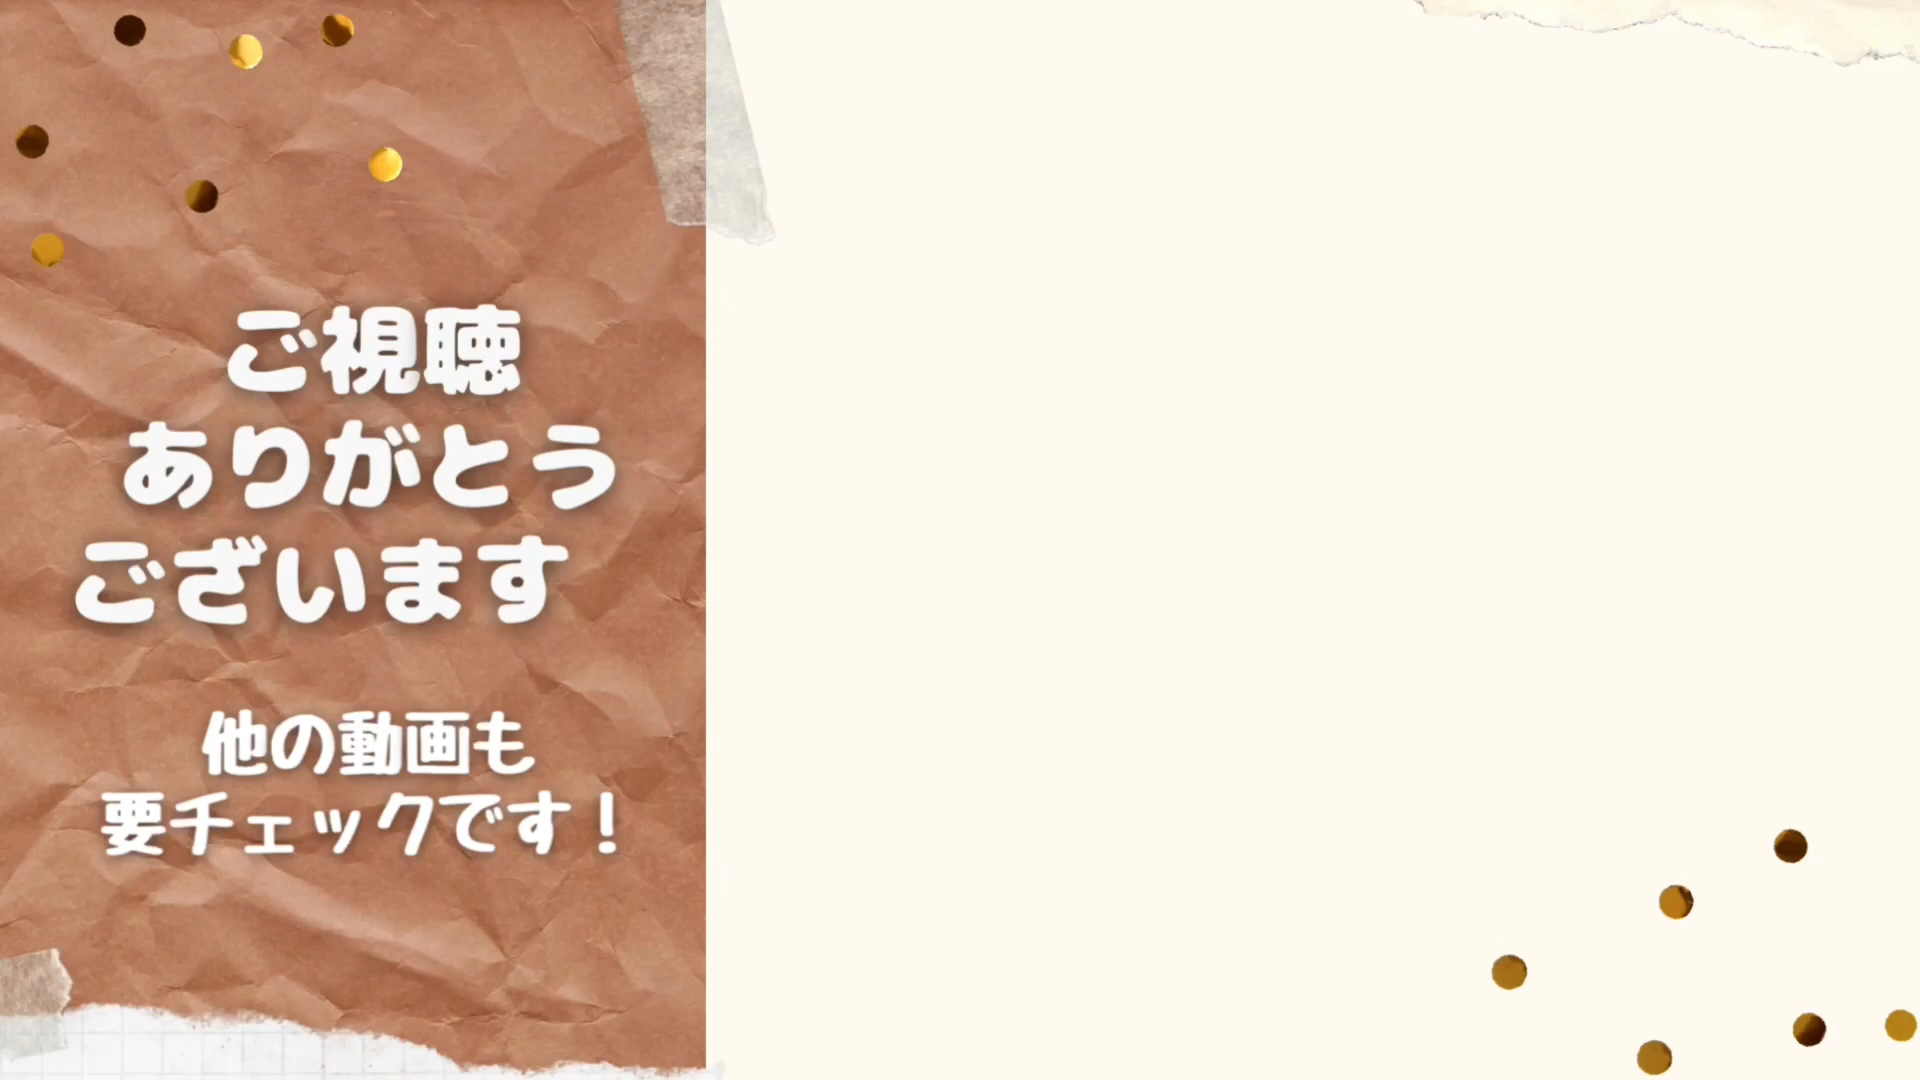 ご視聴
ありがとう
ございます
他の動画も
要チェックです！